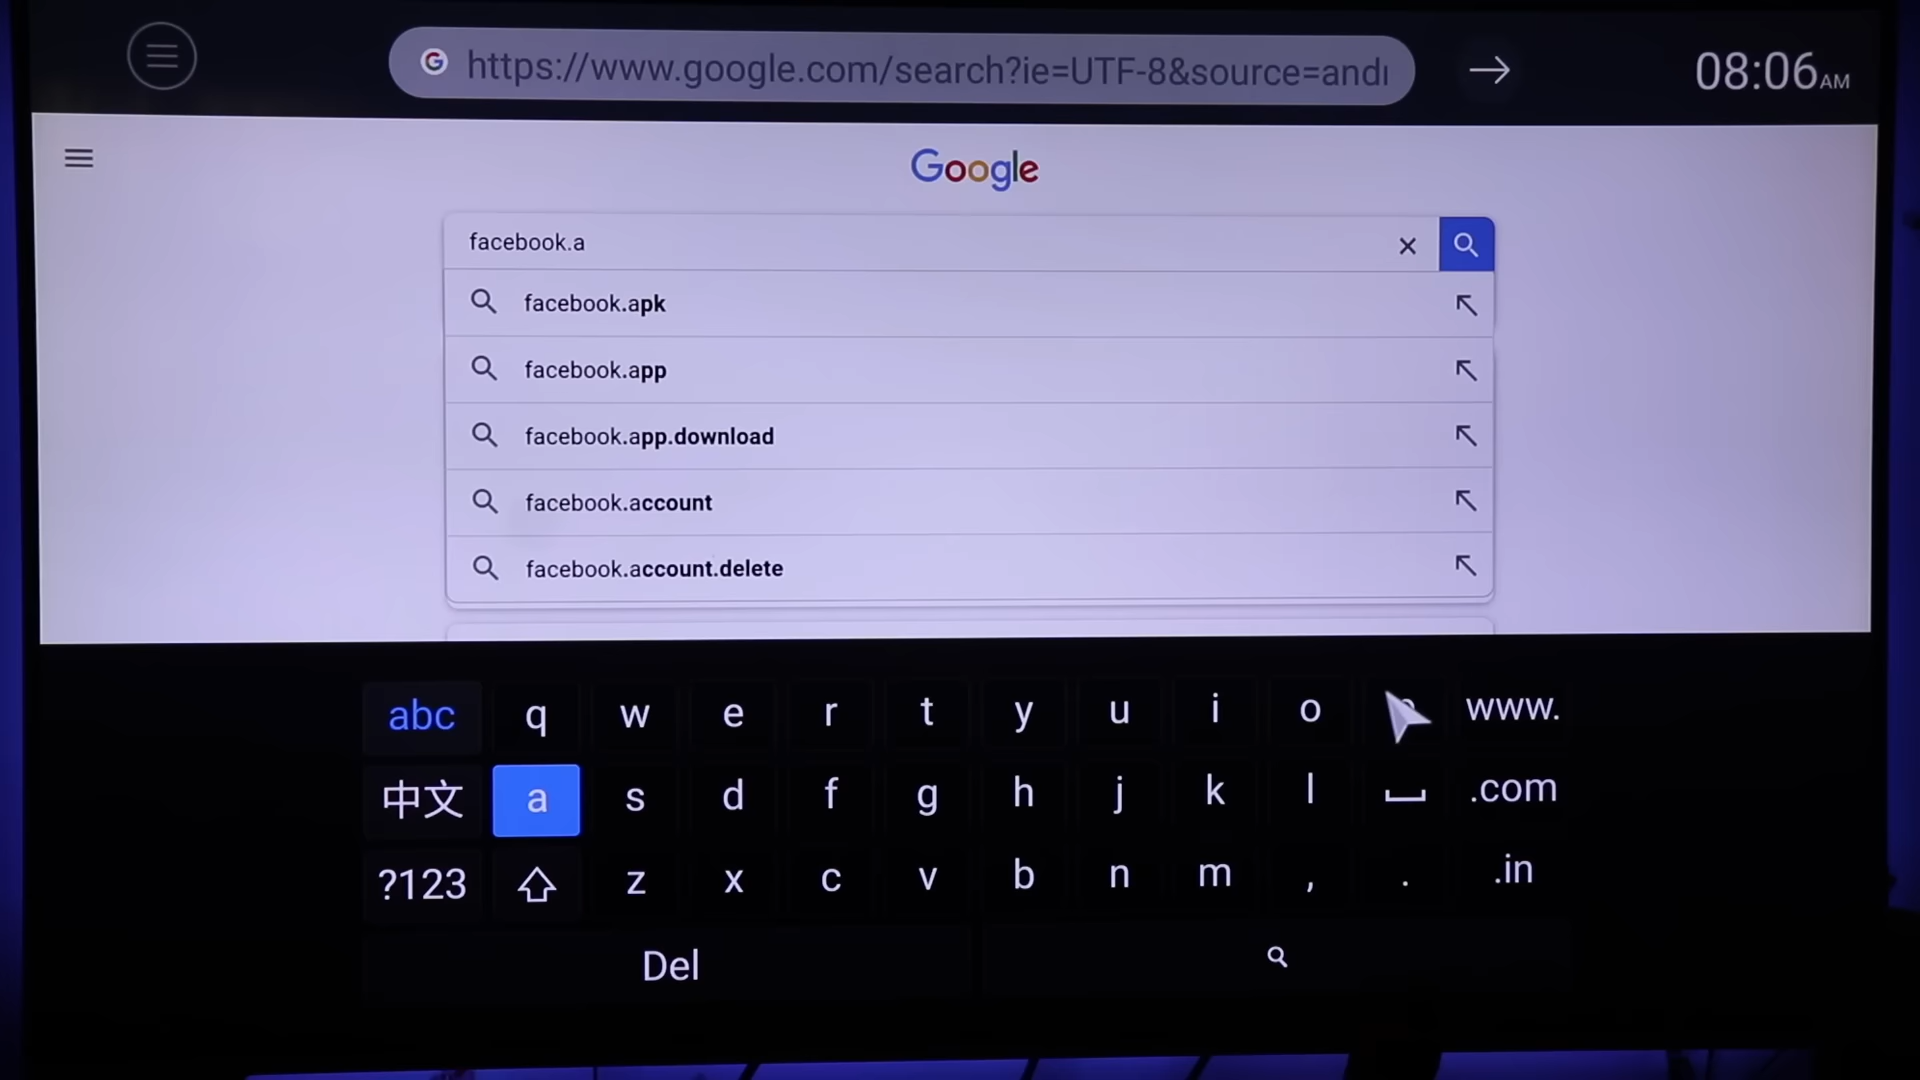 https://www.google.com/search?ie=UTF-8&source=andr
08:06AM
Google
facebook.a
facebook.apk
facebook.app
facebook.app.download
facebook.account
facebook.account.delete
abc q w e r t y u i o www.
中文 a s d f g h j k l .com
?123 z x c v b n m , . .in
Del